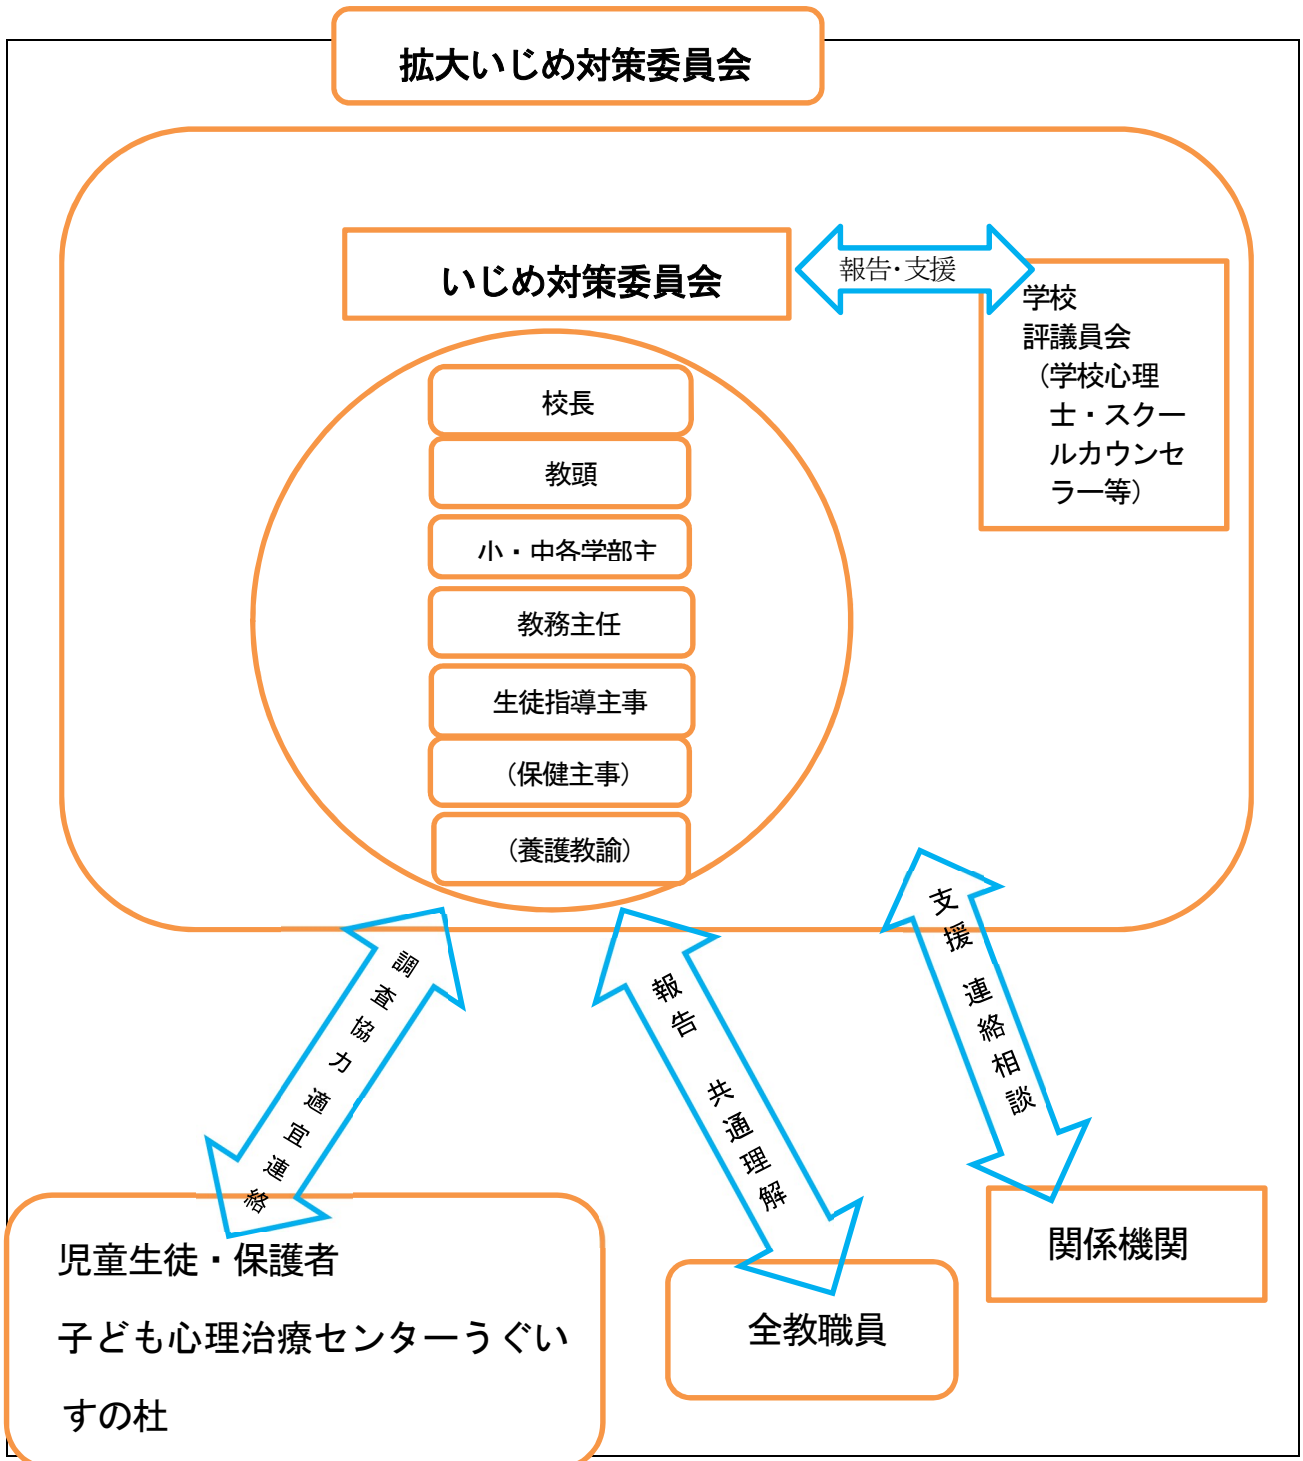 拡大いじめ対策委員会
いじめ対策委員会
報告・支援
学校
評議員会
（学校心理
士・スクー
ルカウンセ
ラー等）
校長
教頭
小・中各学部主
教務主任
生徒指導主事
（保健主事）
（養護教諭）
調査協力 適宜連絡
報告 共通理解
支援 連絡相談
児童生徒・保護者
子ども心理治療センターうぐい
すの杜
全教職員
関係機関